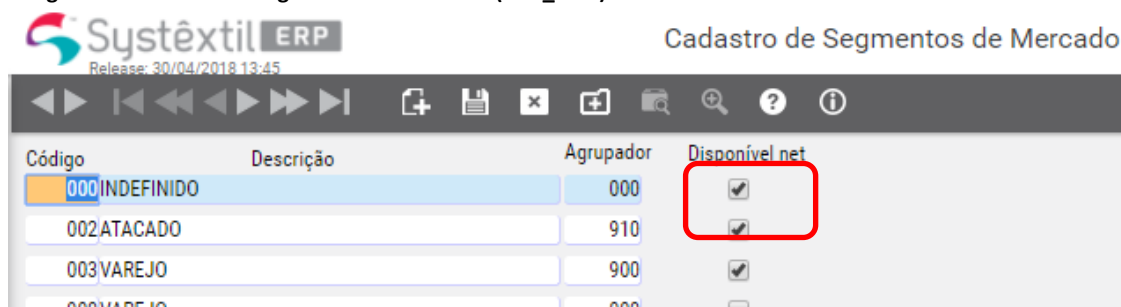 Systêxtil ERP
Cadastro de Segmentos de Mercado
Release: 30/04/2018 13:45
Código Descrição Agrupador Disponível net
000 INDEFINIDO 000
002 ATACADO 910
003 VAREJO 900